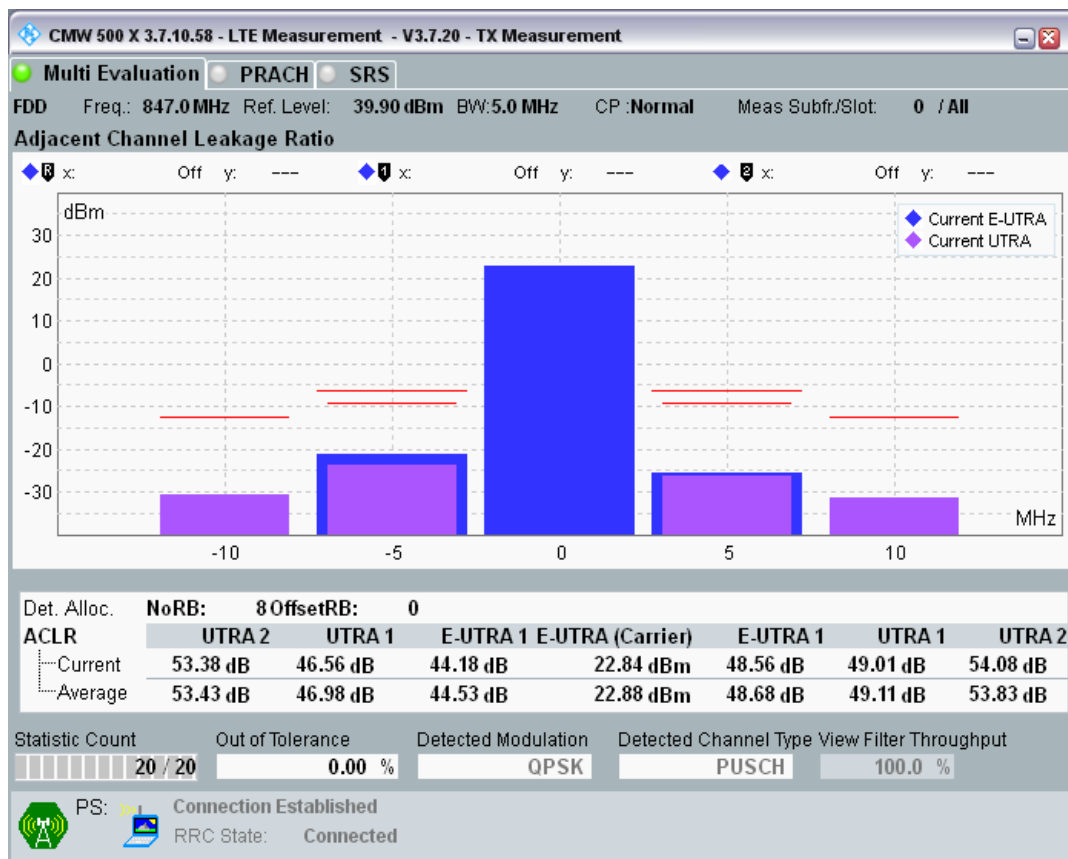 CMW 500 X 3.7.10.58 - LTE Measurement - V3.7.20 - TX Measurement
Multi Evaluation PRACH SRS
FDD Freq.: 847.0 MHz Ref. Level: 39.90 dBm BW:5.0 MHz CP :Normal Meas Subfr./Slot: 0 / All
Adjacent Channel Leakage Ratio
R x: Off y: --- 1 x: Off y: --- 2 x: Off y: ---
dBm
Current E-UTRA
Current UTRA
30
20
10
0
-10
-20
-30
MHz
-10 -5 0 5 10
Det. Alloc. NoRB: 8 OffsetRB: 0
ACLR UTRA 2 UTRA 1 E-UTRA 1 E-UTRA (Carrier) E-UTRA 1 UTRA 1 UTRA 2
Current 53.38 dB 46.56 dB 44.18 dB 22.84 dBm 48.56 dB 49.01 dB 54.08 dB
Average 53.43 dB 46.98 dB 44.53 dB 22.88 dBm 48.68 dB 49.11 dB 53.83 dB
Statistic Count Out of Tolerance Detected Modulation Detected Channel Type View Filter Throughput
20 / 20 0.00 % QPSK PUSCH 100.0 %
PS: Connection Established
RRC State: Connected